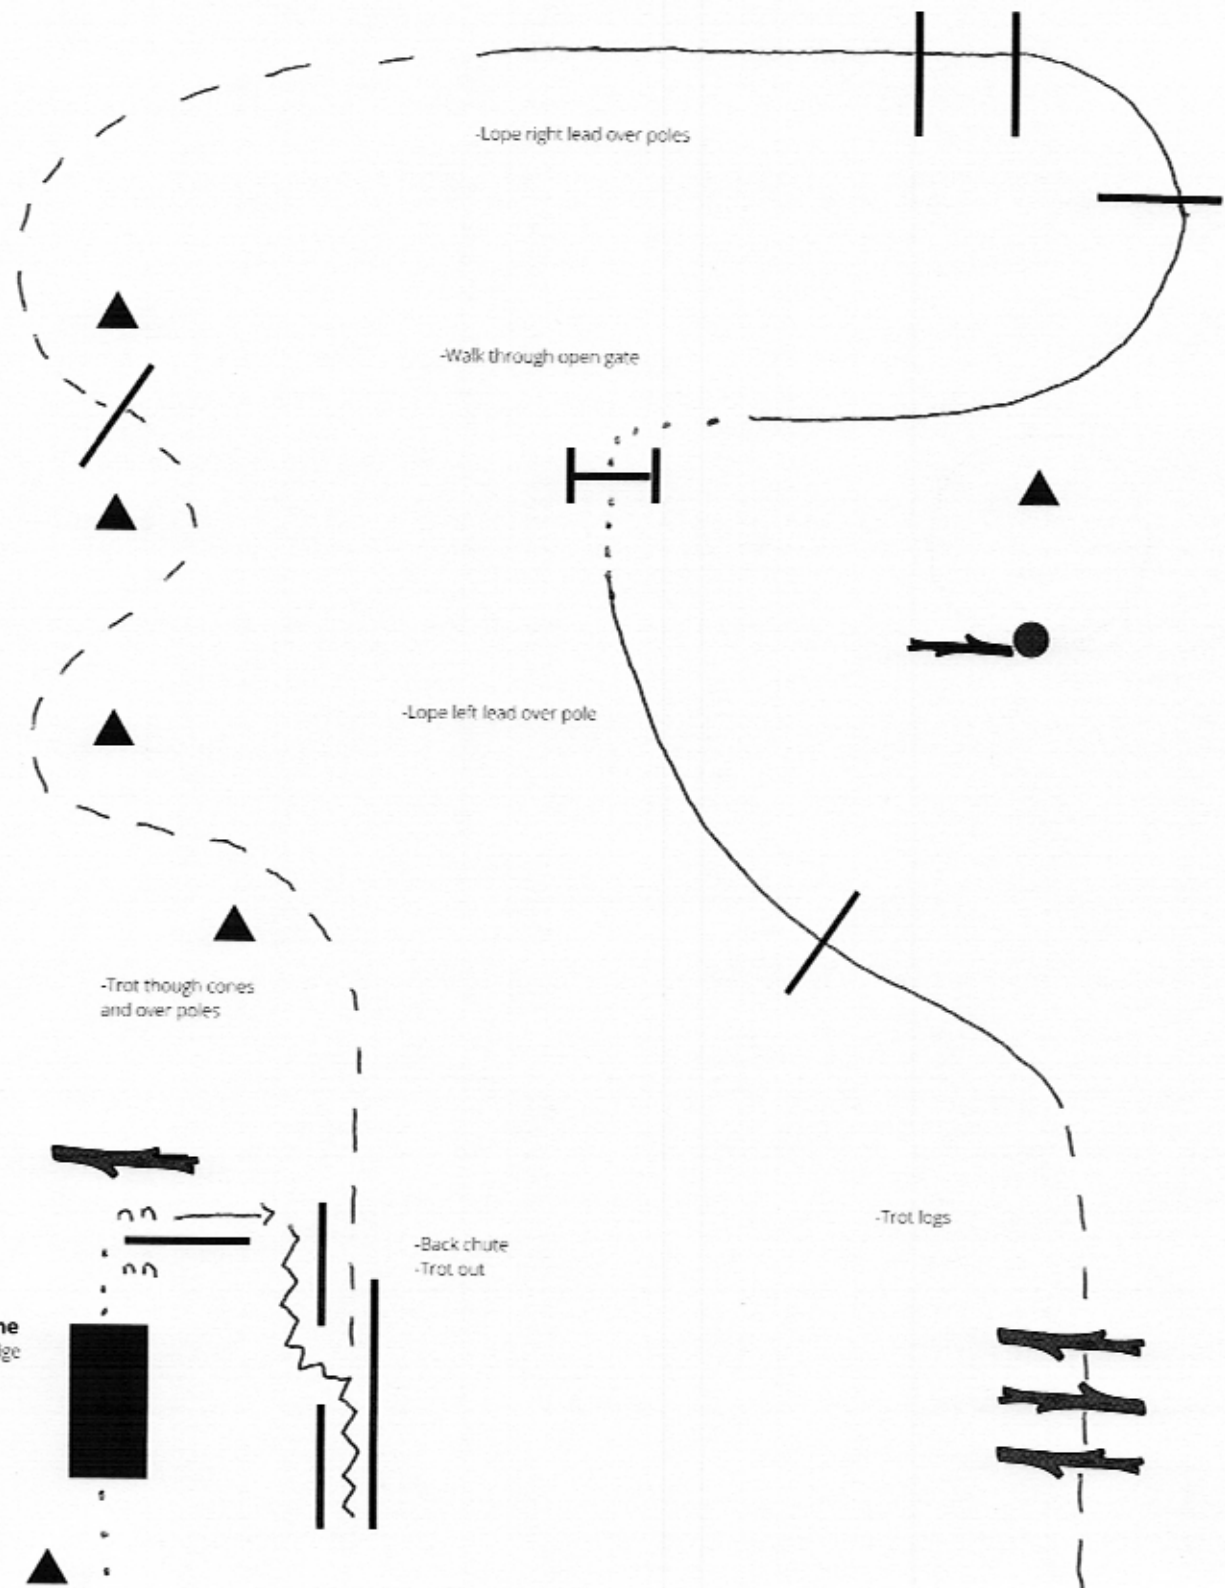 -Lope right lead over poles
-Walk through open gate
-Lope left lead over pole
-Trot though cones
and over poles
-Trot logs
-Back chute
-Trot out